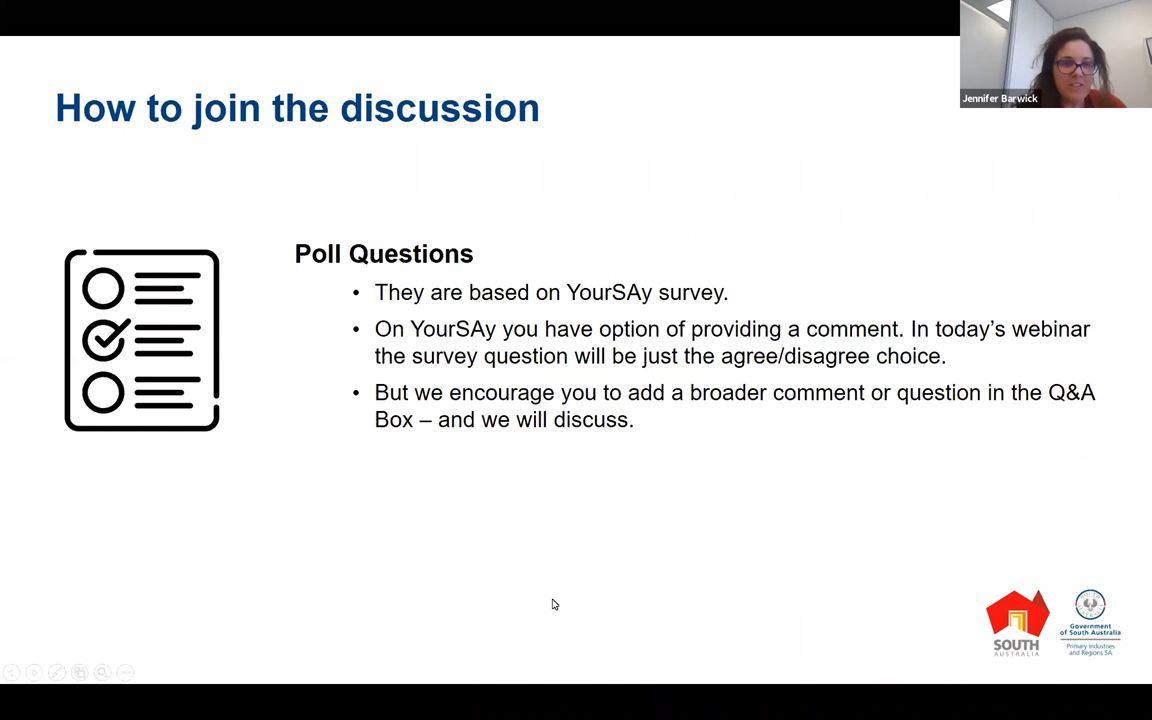 Jennifer Barwick
How to join the discussion
Poll Questions
• They are based on YourSAy survey.
• On YourSAy you have option of providing a comment. In today's webinar
the survey question will be just the agree/disagree choice.
• But we encourage you to add a broader comment or question in the Q&A
Box – and we will discuss.
SOUTH
AUSTRALIA
Government
of South Australia
Primary Industries
and Regions SA